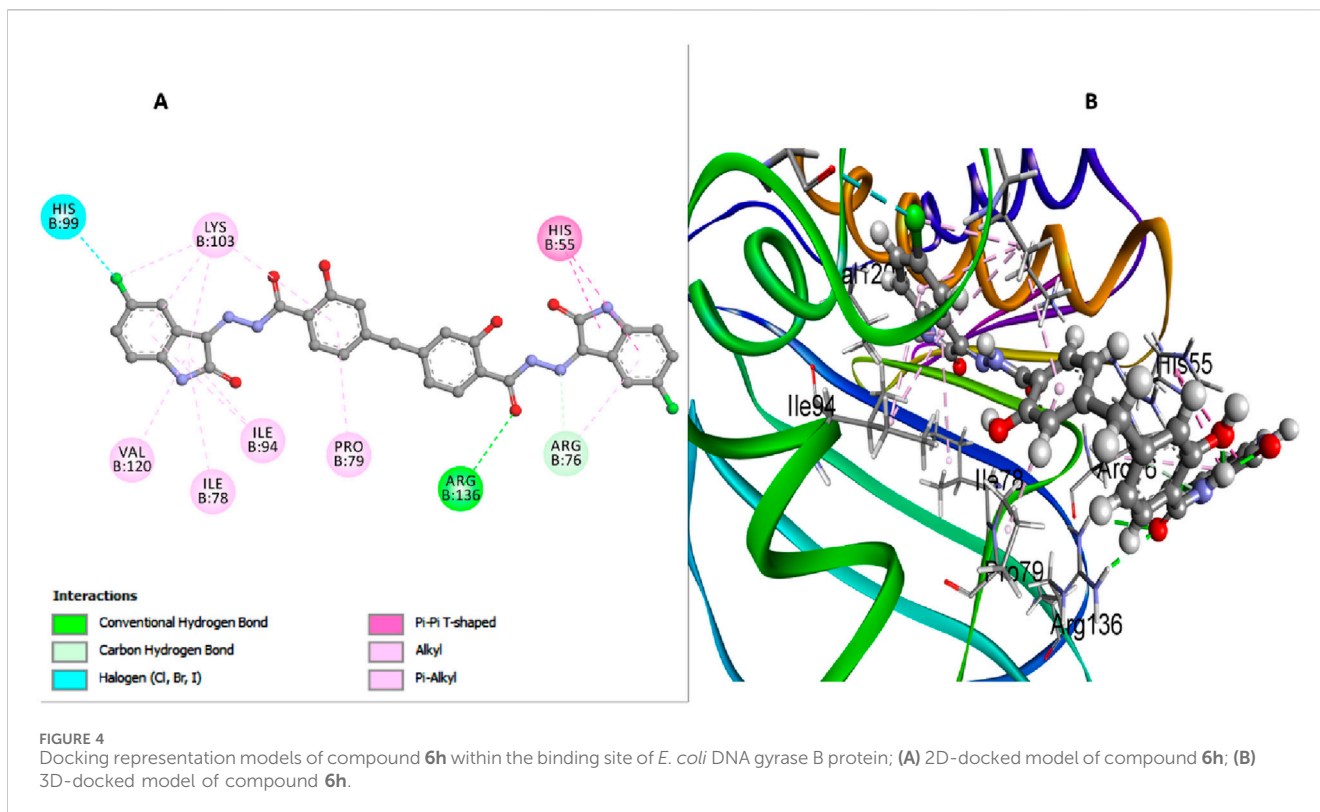 A
B
HIS
B:99
LYS
B:103
HIS
B:55
VAL
B:120
ILE
B:78
ILE
B:94
PRO
B:79
ARG
B:136
ARG
B:76
Interactions
Conventional Hydrogen Bond
Carbon Hydrogen Bond
Halogen (Cl, Br, I)
Pi-Pi T-shaped
Alkyl
Pi-Alkyl
His55
Ile94
Ile78
Pro79
Arg136
FIGURE 4
Docking representation models of compound 6h within the binding site of E. coli DNA gyrase B protein; (A) 2D-docked model of compound 6h; (B)
3D-docked model of compound 6h.